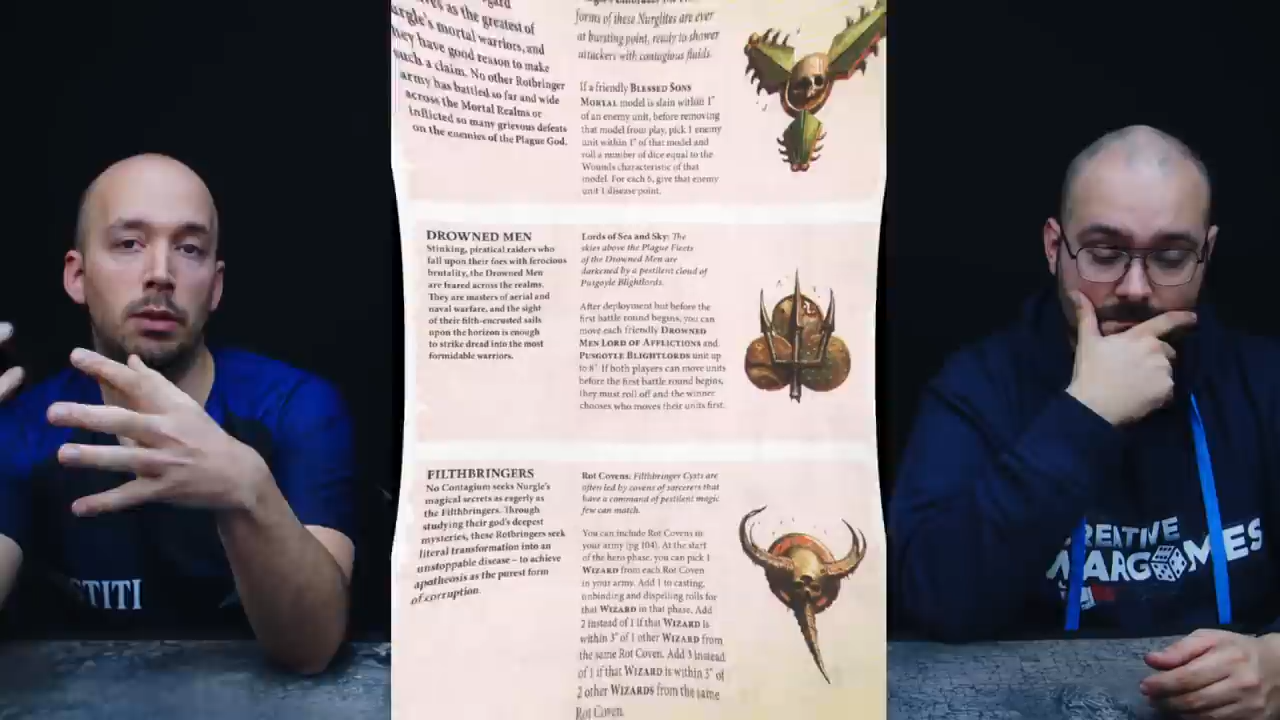 as the greatest of
urgle's mortal warriors, and
they have good reason to make
such a claim. No other Rotbringer
army has battled so far and wide
across the Mortal Realms or
inflicted so many grievous defeats
on the enemies of the Plague God.
forms of these Nurglites are ever
at bursting point, ready to shower
attackers with contagious fluids.
If a friendly BLESSED SONS
MORTAL model is slain within 1"
of an enemy unit, before removing
that model from play, pick 1 enemy
unit within 1" of that model and
roll a number of dice equal to the
Wounds characteristic of that
model. For each 6, give that enemy
unit 1 disease point.
DROWNED MEN
Stinking, piratical raiders who
fall upon their foes with ferocious
brutality, the Drowned Men
are feared across the realms.
They are masters of aerial and
naval warfare, and the sight
of their filth-encrusted sails
upon the horizon is enough
to strike dread into the most
formidable warriors.
Lords of Sea and Sky: The
skies above the Plague Fleets
of the Drowned Men are
darkened by a pestilent cloud of
Pusgoyle Blightlords.
After deployment but before the
first battle round begins, you can
move each friendly DROWNED
MEN LORD OF AFFLICTIONS and
PUSGOYLE BLIGHTLORDS unit up
to 8" If both players can move units
before the first battle round begins,
they must roll off and the winner
chooses who moves their units first.
FILTHBRINGERS
No Contagium seeks Nurgle's
magical secrets as eagerly as
the Filthbringers. Through
studying their god's deepest
mysteries, these Rotbringers seek
literal transformation into an
unstoppable disease – to achieve
apotheosis as the purest form
of corruption.
Rot Covens: Filthbringer Cysts are
often led by covens of sorcerers that
have a command of pestilent magic
few can match.
You can include Rot Covens in
your army (pg 104). At the start
of the hero phase, you can pick 1
WIZARD from each Rot Coven
in your army. Add 1 to casting,
unbinding and dispelling rolls for
that WIZARD in that phase. Add
2 instead of 1 if that WIZARD is
within 3" of 1 other WIZARD from
the same Rot Coven. Add 3 instead
of 1 if that WIZARD is within 3" of
2 other WIZARDS from the same
Rot Coven.
STITI
CREATIVE
WARGAMES